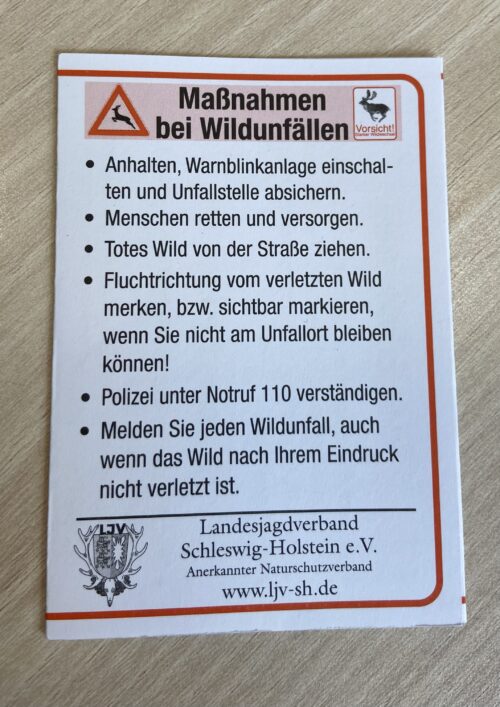 Maßnahmen
bei Wildunfällen
Vorsicht!
Starker Wildwechsel
• Anhalten, Warnblinkanlage einschal-
ten und Unfallstelle absichern.
• Menschen retten und versorgen.
• Totes Wild von der Straße ziehen.
• Fluchtrichtung vom verletzten Wild
merken, bzw. sichtbar markieren,
wenn Sie nicht am Unfallort bleiben
können!
• Polizei unter Notruf 110 verständigen.
• Melden Sie jeden Wildunfall, auch
wenn das Wild nach Ihrem Eindruck
nicht verletzt ist.
LJV
Landesjagdverband
Schleswig-Holstein e.V.
Anerkannter Naturschutzverband
www.ljv-sh.de